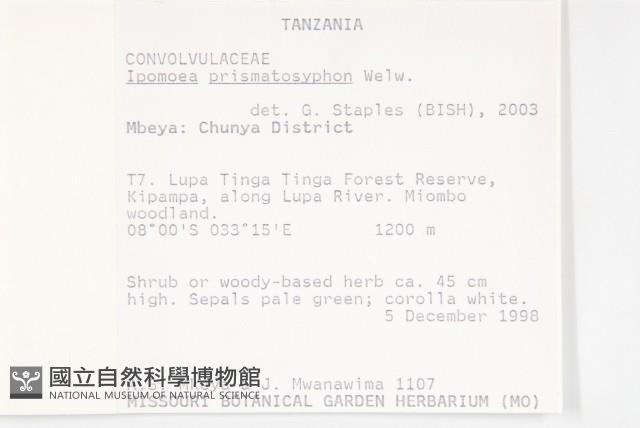 TANZANIA
CONVOLVULACEAE
Ipomoea prismatosyphon Welw.
det. G. Staples (BISH), 2003
Mbeya: Chunya District
T7. Lupa Tinga Tinga Forest Reserve,
Kipampa, along Lupa River. Miombo
woodland.
08°00'S 033°15'E 1200 m
Shrub or woody-based herb ca. 45 cm
high. Sepals pale green; corolla white.
5 December 1998
國立自然科學博物館
NATIONAL MUSEUM OF NATURAL SCIENCE
& J. Mwanawima 1107
MISSOURI BOTANICAL GARDEN HERBARIUM (MO)